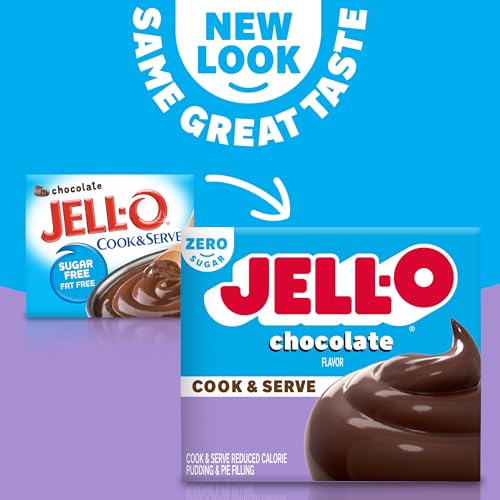 NEW
LOOK
SAME GREAT TASTE
chocolate
JELL-O®
COOK & SERVE
SUGAR
FREE
FAT FREE
ZERO
SUGAR
JELL-O®
chocolate
FLAVOR
COOK & SERVE
COOK & SERVE REDUCED CALORIE
PUDDING & PIE FILLING